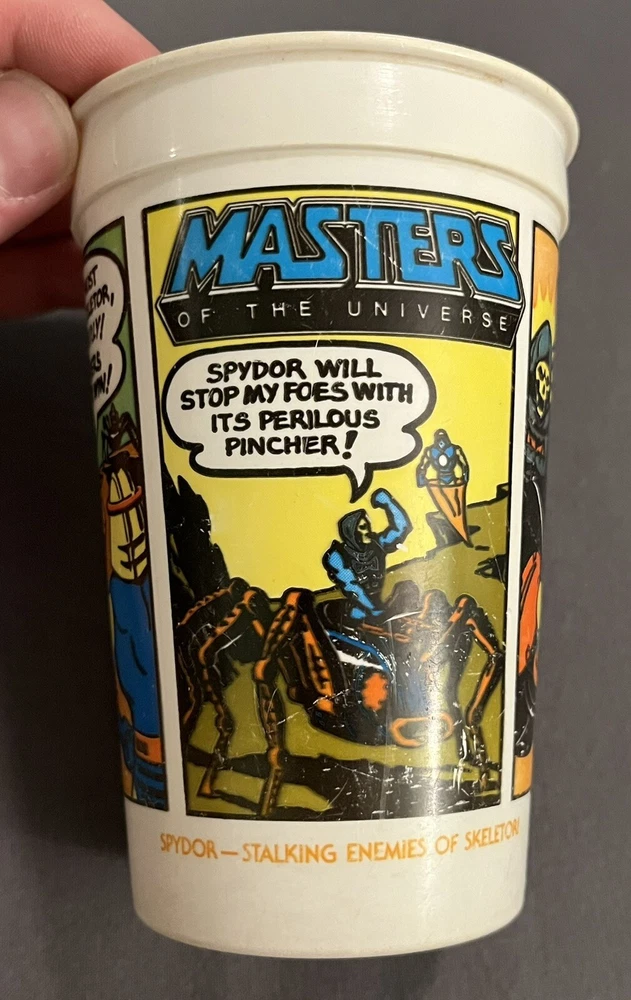 MASTERS
OF THE UNIVERSE
SPYDOR WILL
STOP MY FOES WITH
ITS PERILOUS
PINCHER!
SPYDOR—STALKING ENEMIES OF SKELETOR